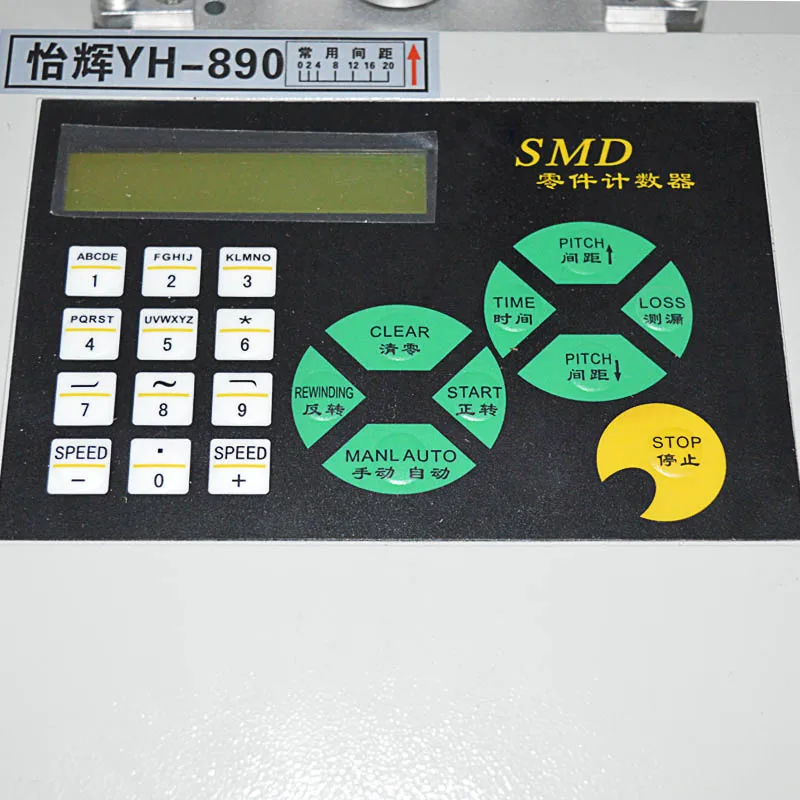 怡辉YH-890
常用间距
0 2 4 8 12 16 20
SMD
零件计数器
ABCDE
1
FGHIJ
2
KLMNO
3
PQRST
4
UVWXYZ
5
*
6
7
~
8
9
SPEED
-
.
0
SPEED
+
CLEAR
清零
REWINDING
反转
START
正转
MANL AUTO
手动 自动
PITCH
间距↑
TIME
时间
LOSS
测漏
PITCH
间距↓
STOP
停止